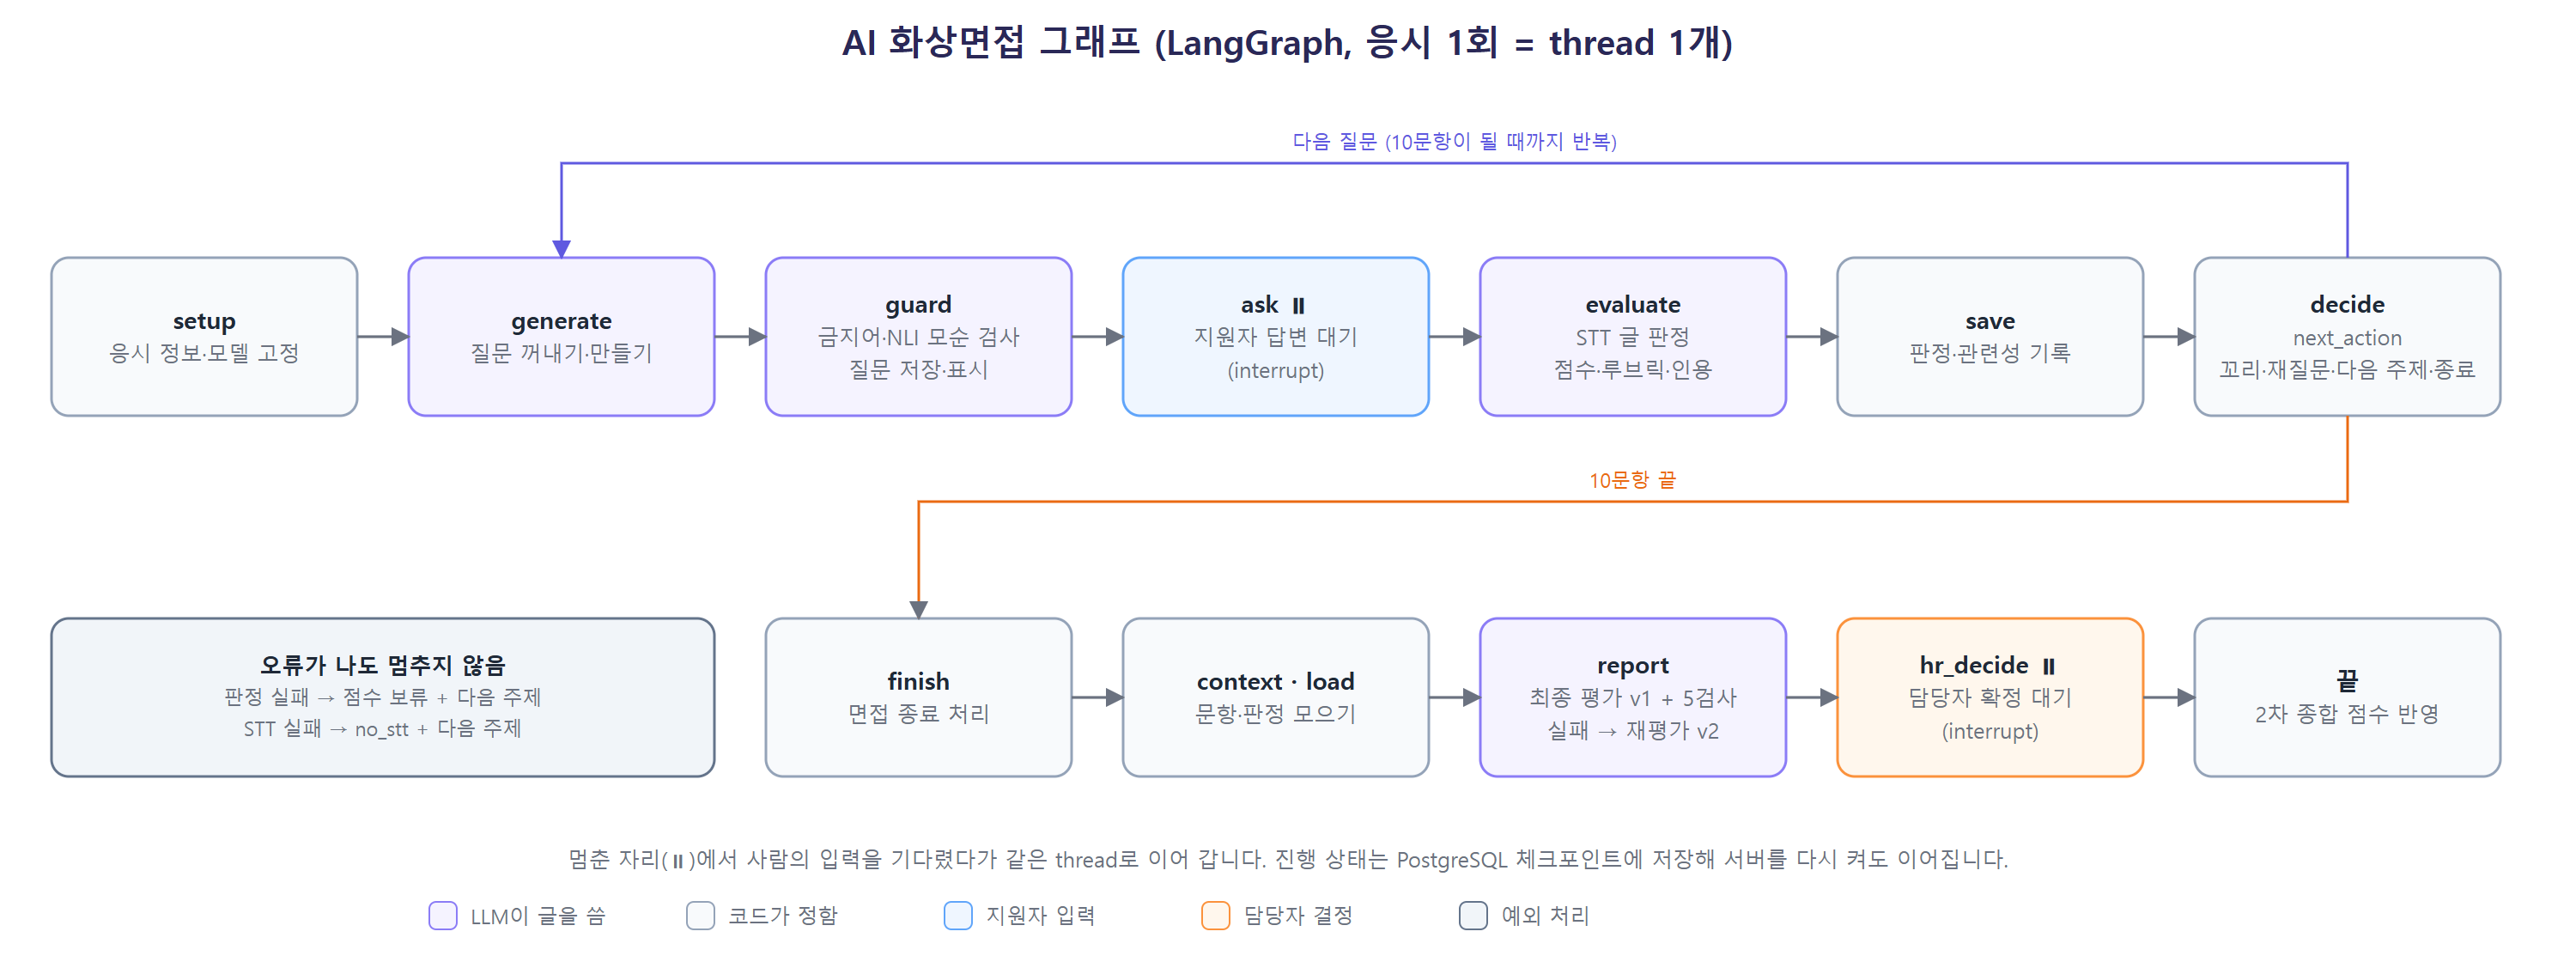 AI 화상면접 그래프 (LangGraph, 응시 1회 = thread 1개)
다음 질문 (10문항이 될 때까지 반복)
setup
응시 정보·모델 고정
generate
질문 꺼내기·만들기
guard
금지어·NLI 모순 검사
질문 저장·표시
ask ⏸
지원자 답변 대기
(interrupt)
evaluate
STT 글 판정
점수·루브릭·인용
save
판정·관련성 기록
decide
next_action
꼬리·재질문·다음 주제·종료
10문항 끝
오류가 나도 멈추지 않음
판정 실패 → 점수 보류 + 다음 주제
STT 실패 → no_stt + 다음 주제
finish
면접 종료 처리
context · load
문항·판정 모으기
report
최종 평가 v1 + 5검사
실패 → 재평가 v2
hr_decide ⏸
담당자 확정 대기
(interrupt)
끝
2차 종합 점수 반영
멈춘 자리(⏸)에서 사람의 입력을 기다렸다가 같은 thread로 이어 갑니다. 진행 상태는 PostgreSQL 체크포인트에 저장해 서버를 다시 켜도 이어집니다.
LLM이 글을 씀
코드가 정함
지원자 입력
담당자 결정
예외 처리